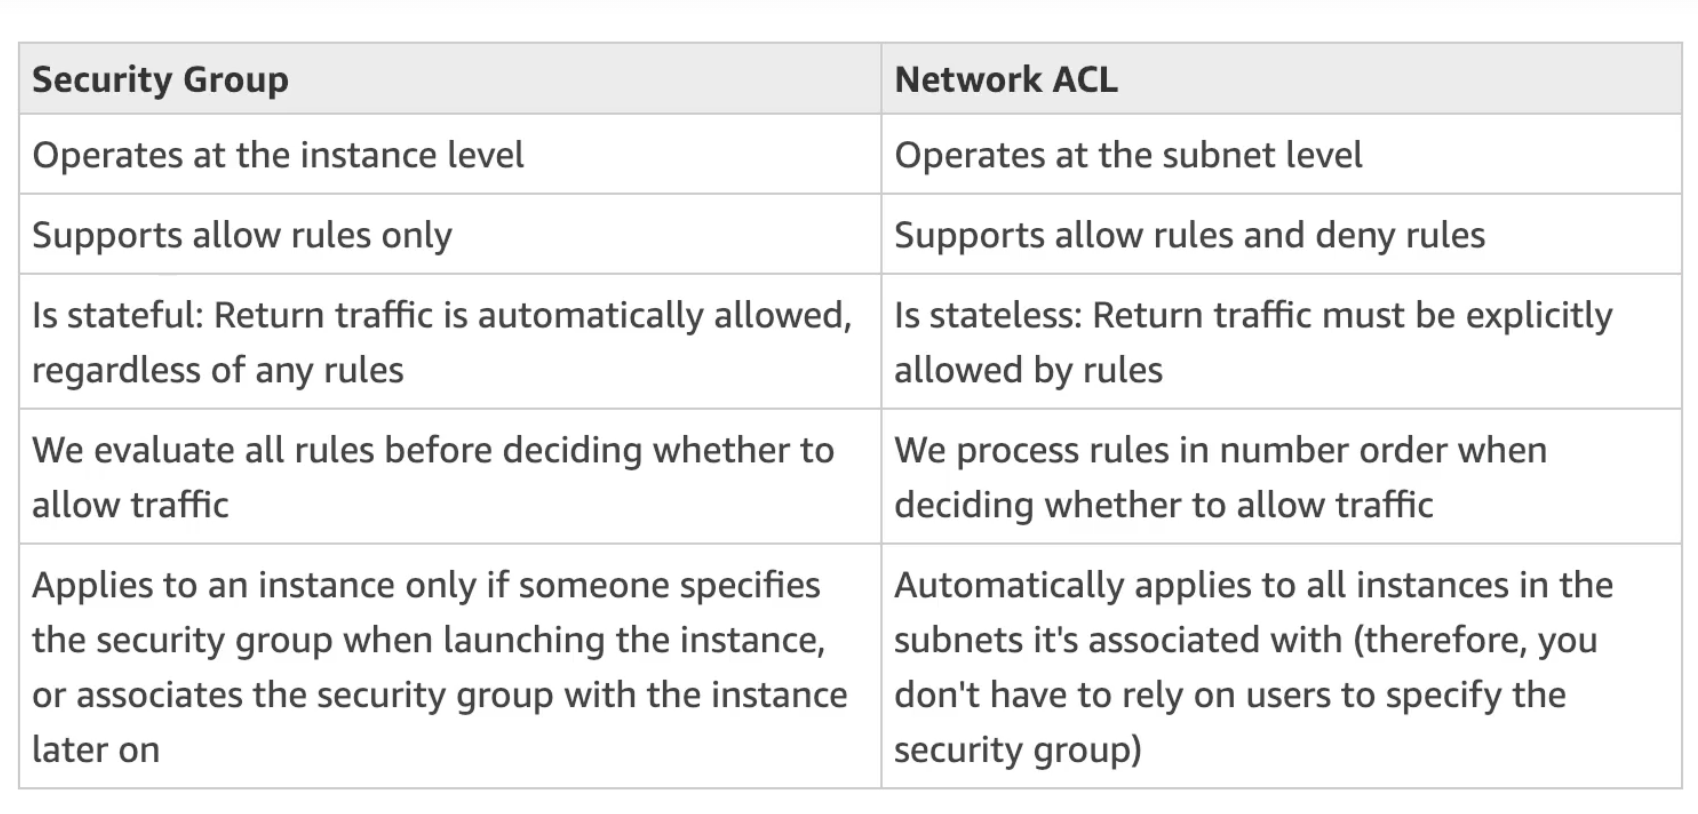 Security Group
Network ACL
Operates at the instance level
Operates at the subnet level
Supports allow rules only
Supports allow rules and deny rules
Is stateful: Return traffic is automatically allowed,
regardless of any rules
Is stateless: Return traffic must be explicitly
allowed by rules
We evaluate all rules before deciding whether to
allow traffic
We process rules in number order when
deciding whether to allow traffic
Applies to an instance only if someone specifies
the security group when launching the instance,
or associates the security group with the instance
later on
Automatically applies to all instances in the
subnets it's associated with (therefore, you
don't have to rely on users to specify the
security group)